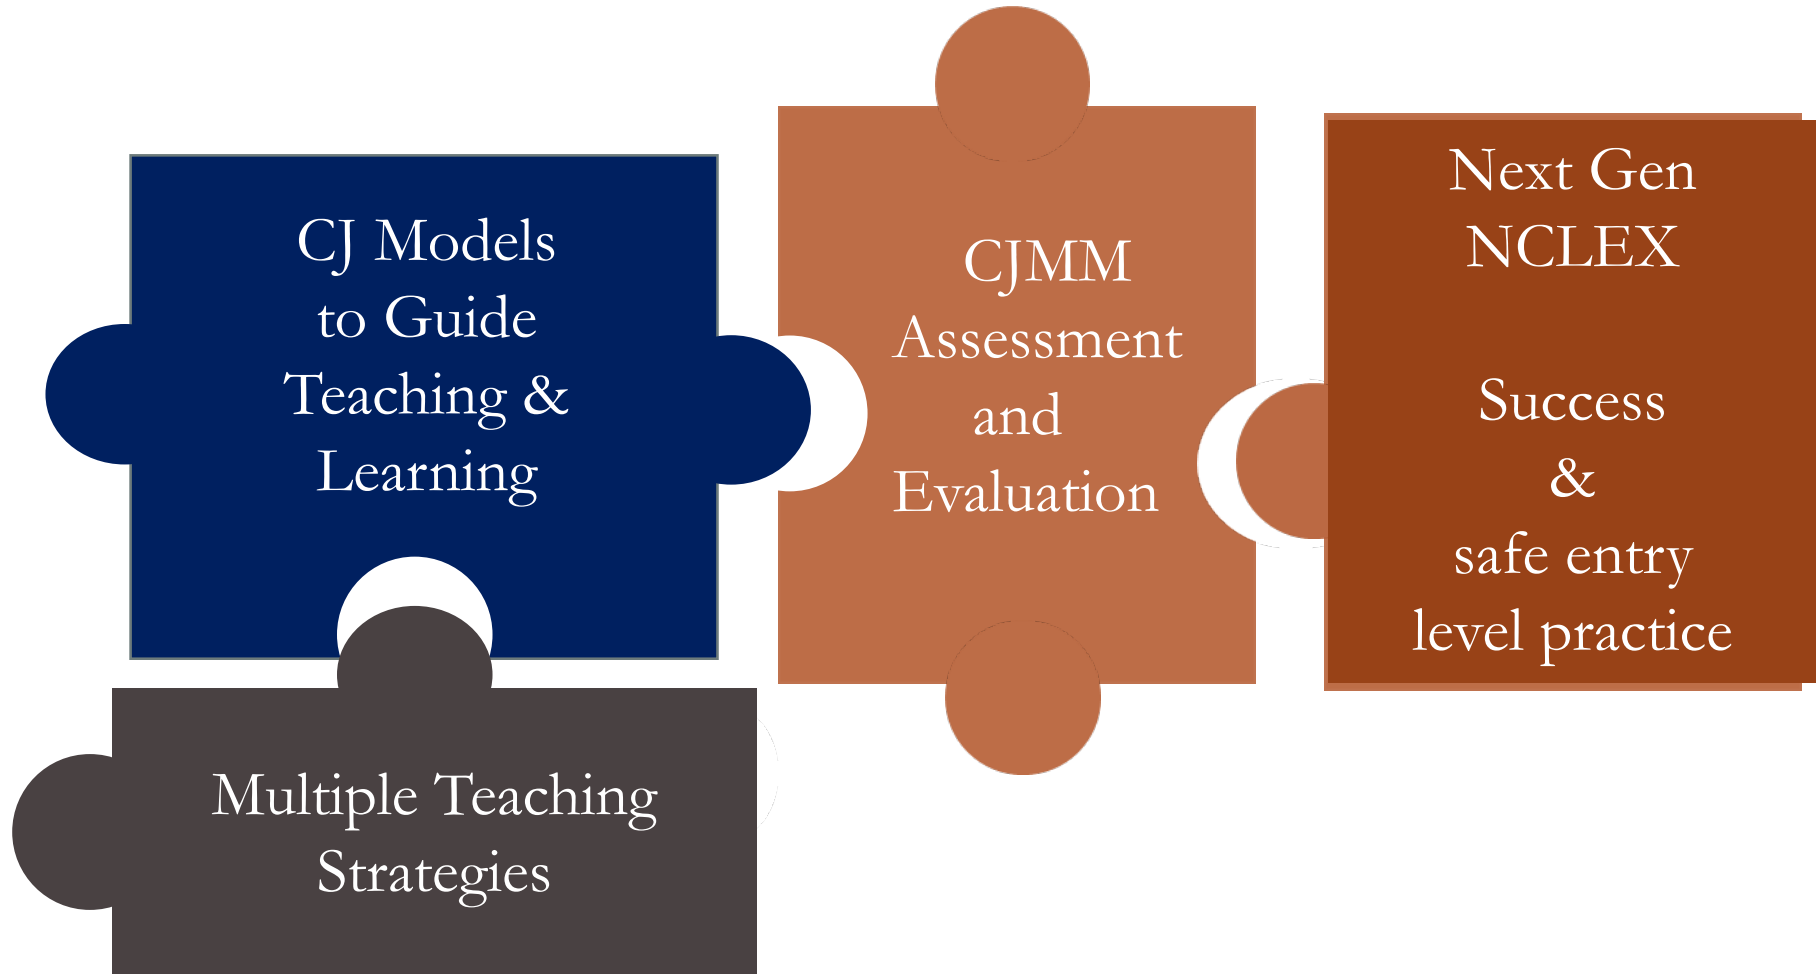 CJ Models
to Guide
Teaching &
Learning
CJMM
Assessment
and
Evaluation
Next Gen
NCLEX
Success
&
safe entry
level practice
Multiple Teaching
Strategies